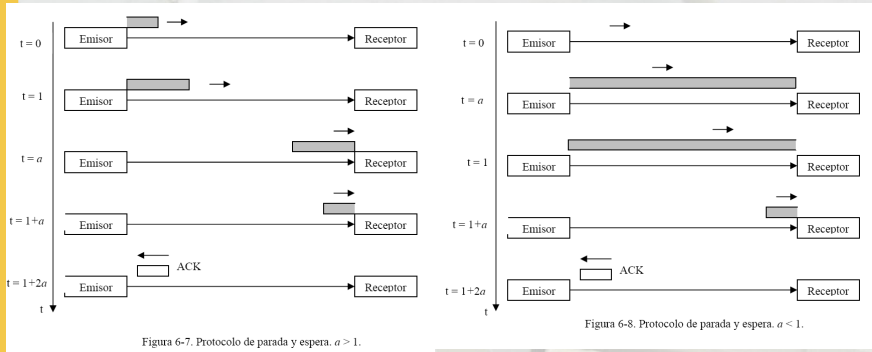 t = 0
Emisor
Receptor
t = 1
Emisor
Receptor
t = a
Emisor
Receptor
t = 1+a
Emisor
Receptor
ACK
t = 1+2a
Emisor
Receptor
t
Figura 6-7. Protocolo de parada y espera. a > 1.
t = 0
Emisor
Receptor
t = a
Emisor
Receptor
t = 1
Emisor
Receptor
t = 1+a
Emisor
Receptor
ACK
t = 1+2a
Emisor
Receptor
t
Figura 6-8. Protocolo de parada y espera. a < 1.